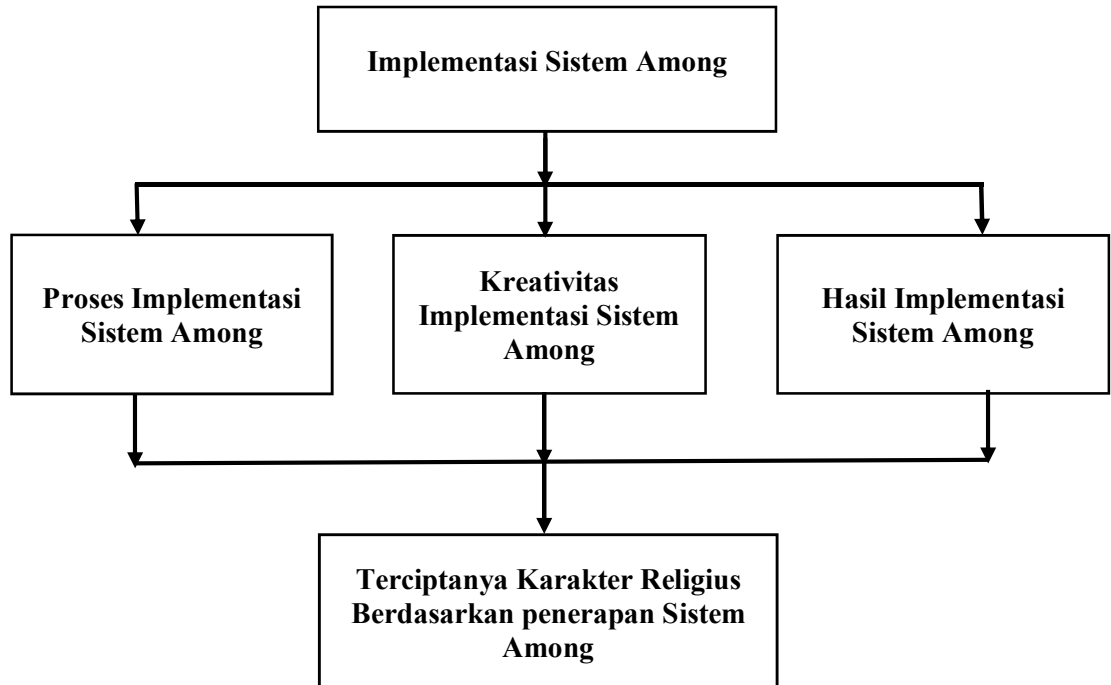 Implementasi Sistem Among
Proses Implementasi
Sistem Among
Kreativitas
Implementasi Sistem
Among
Hasil Implementasi
Sistem Among
Terciptanya Karakter Religius
Berdasarkan penerapan Sistem
Among